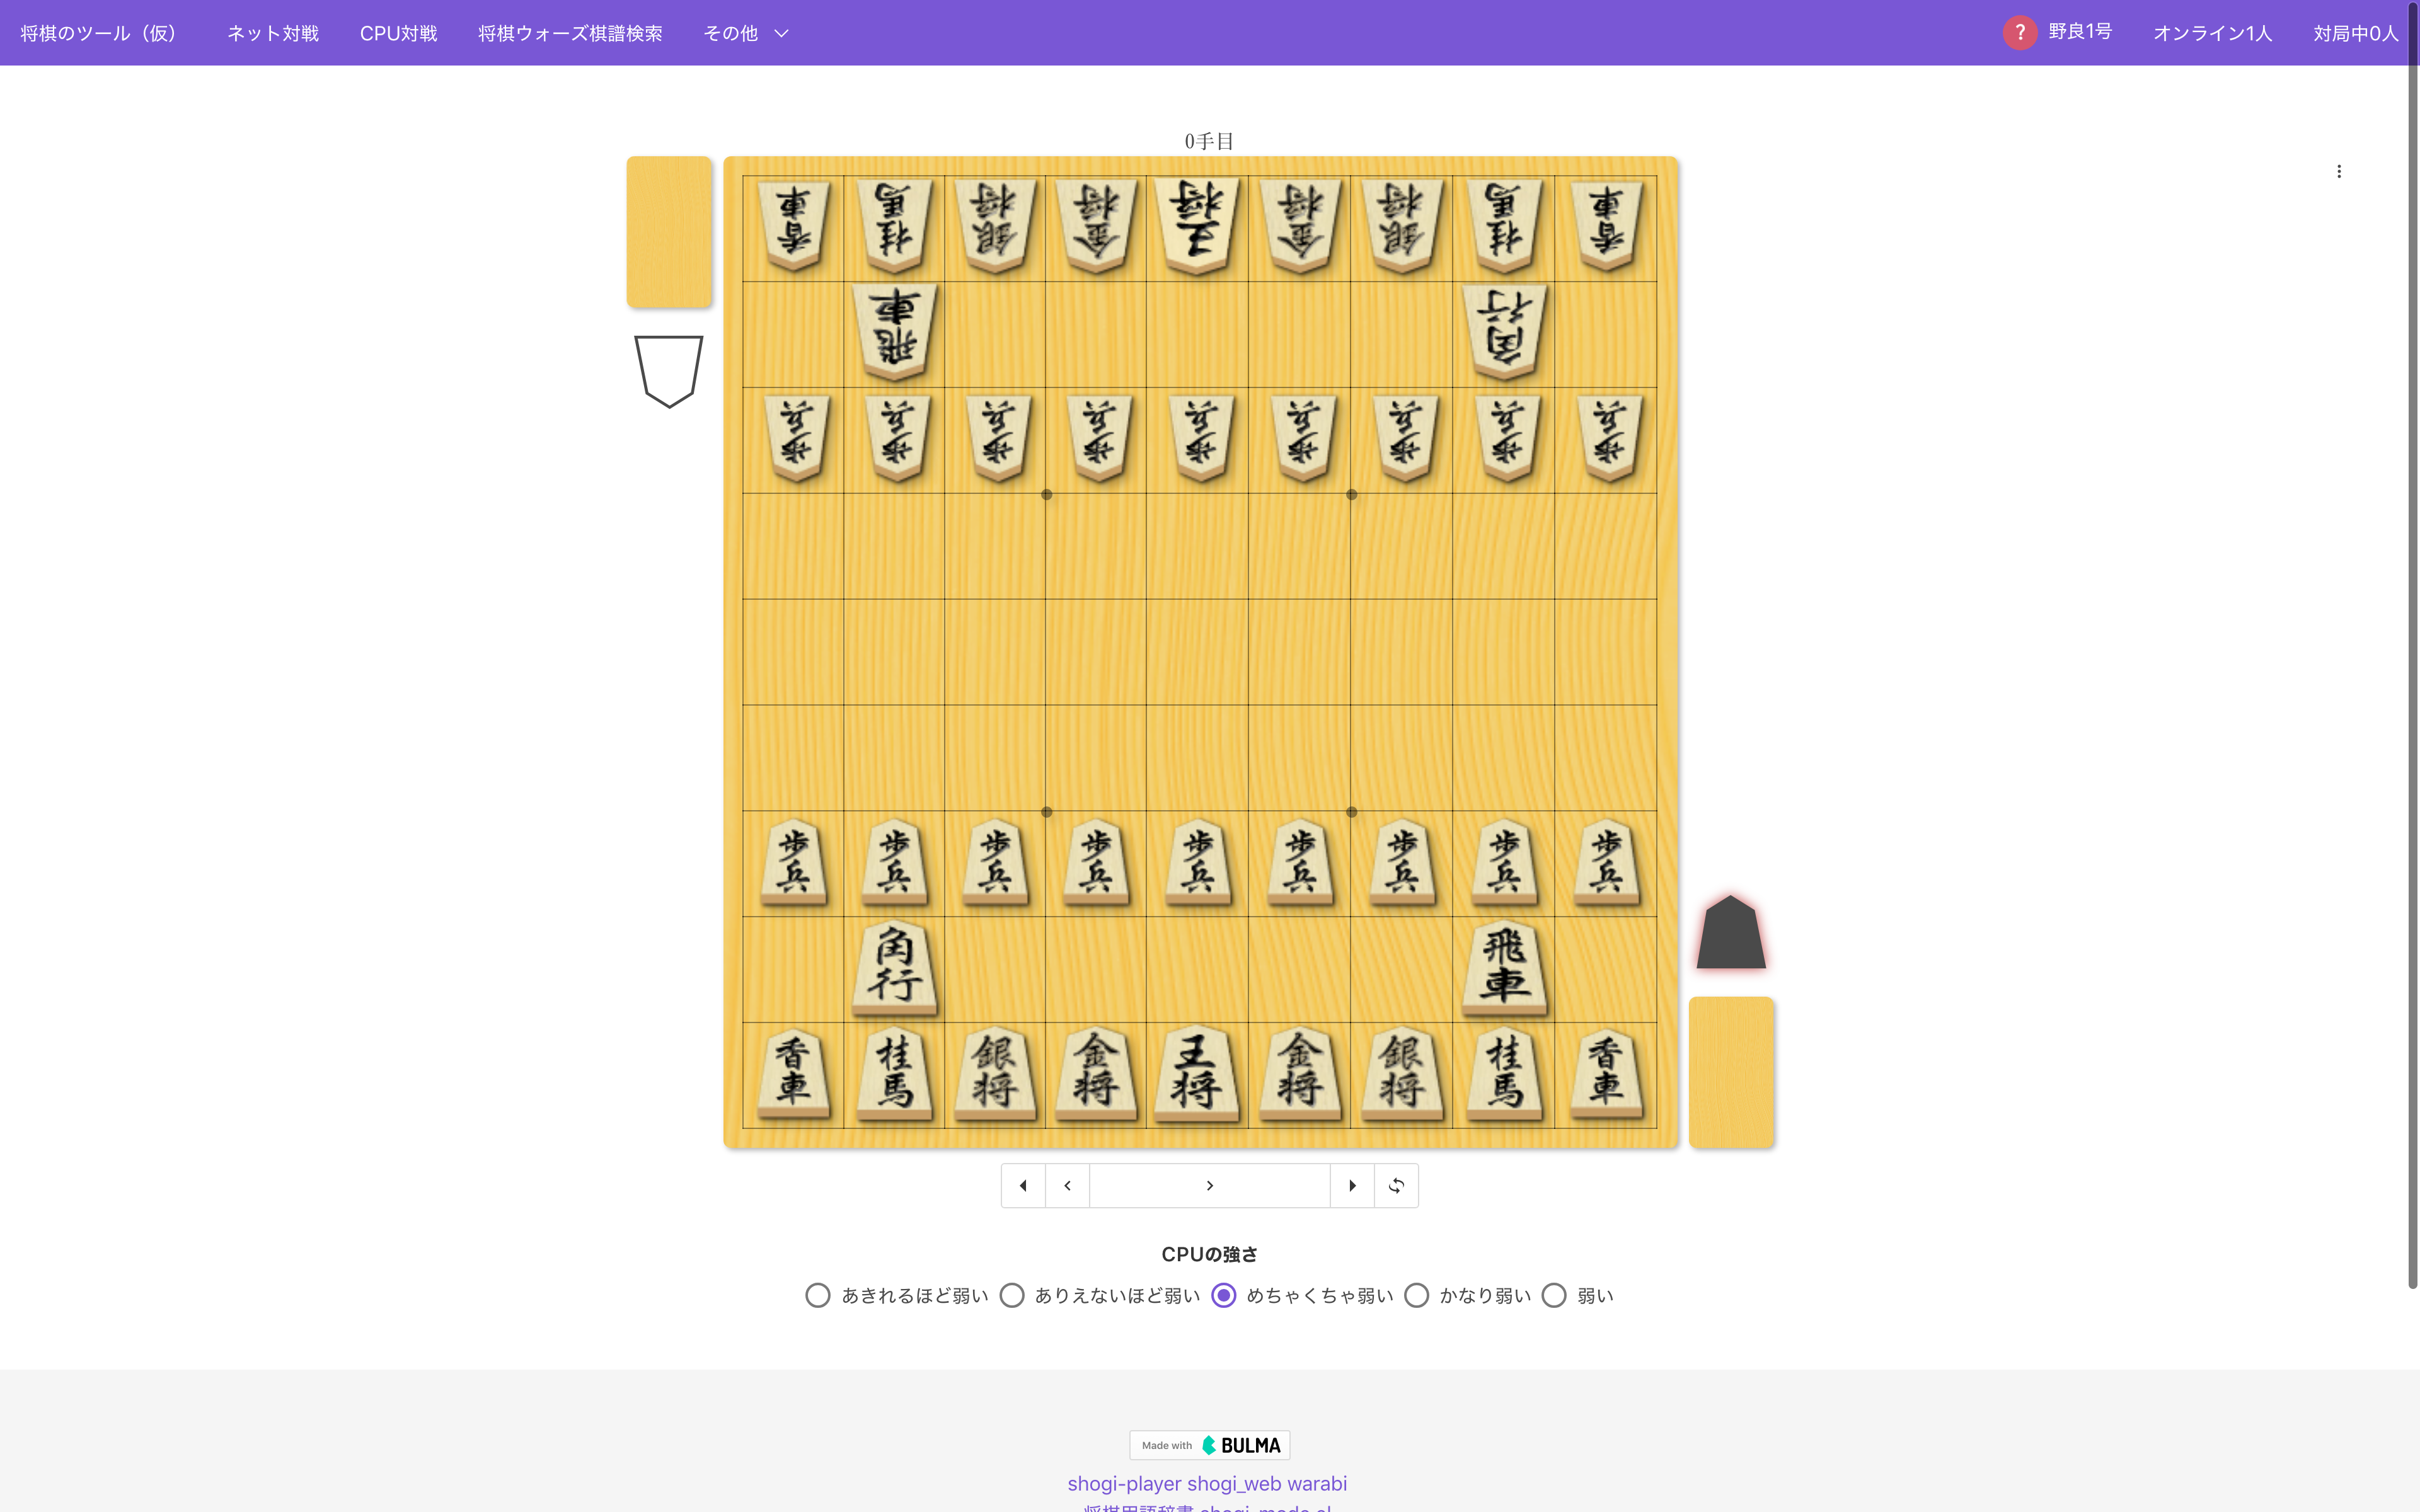 将棋のツール（仮） ネット対戦 CPU対戦 将棋ウォーズ棋譜検索 その他 ? 野良1号 オンライン1人 対局中0人
0手目
香車 桂馬 銀将 金将 王将 金将 銀将 桂馬 香車
飛車 角行
歩兵 歩兵 歩兵 歩兵 歩兵 歩兵 歩兵 歩兵 歩兵
歩兵 歩兵 歩兵 歩兵 歩兵 歩兵 歩兵 歩兵 歩兵
角行 飛車
香車 桂馬 銀将 金将 王将 金将 銀将 桂馬 香車
CPUの強さ
あきれるほど弱い ありえないほど弱い めちゃくちゃ弱い かなり弱い 弱い
Made with BULMA
shogi-player shogi_web warabi